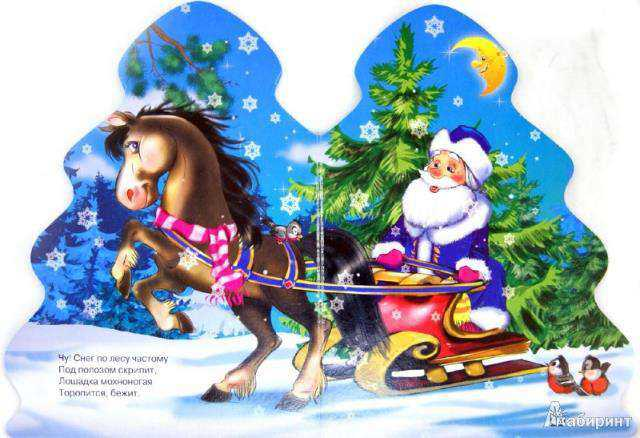 Чу! Снег по лесу частому
Под полозом скрипит,
Лошадка мохноногая
Торопится, бежит.
Лабиринт